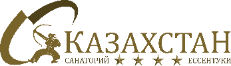 КАЗАХСТАН
САНАТОРИЙ ★ ★ ★ ★ ЕССЕНТУКИ